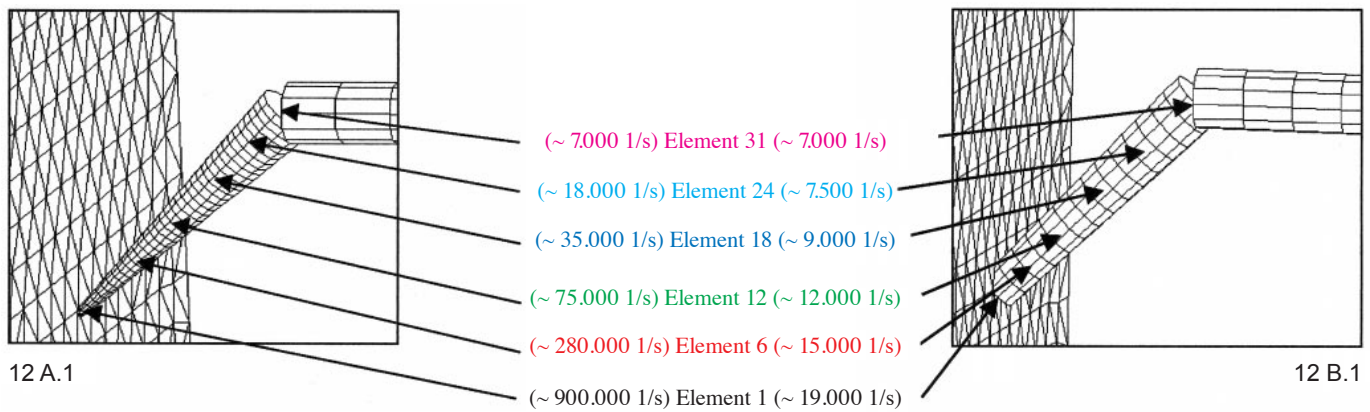 (~ 7.000 1/s) Element 31 (~ 7.000 1/s)
(~ 18.000 1/s) Element 24 (~ 7.500 1/s)
(~ 35.000 1/s) Element 18 (~ 9.000 1/s)
(~ 75.000 1/s) Element 12 (~ 12.000 1/s)
(~ 280.000 1/s) Element 6 (~ 15.000 1/s)
(~ 900.000 1/s) Element 1 (~ 19.000 1/s)
12 A.1
12 B.1